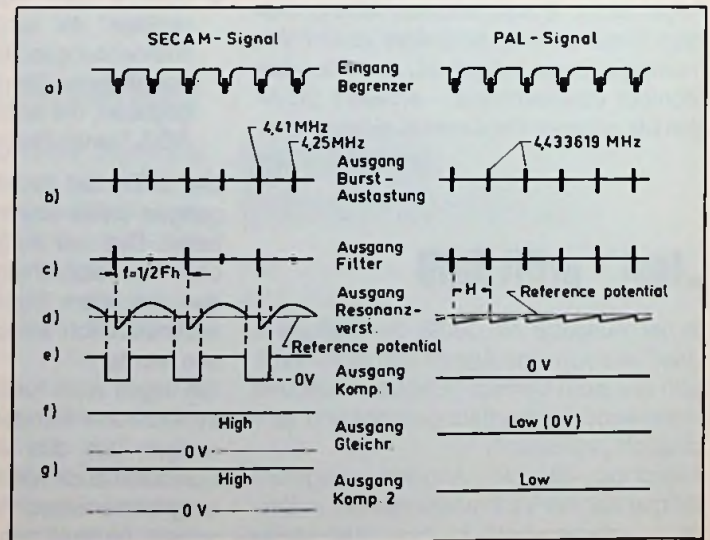 SECAM-Signal
PAL-Signal
a)
Eingang
Begrenzer
4,41MHz
4,25MHz
4,433619 MHz
b)
Ausgang
Burst-
Austastung
c)
Ausgang
Filter
f=1/2Fh
H
d)
Ausgang
Resonanz-
verst.
Reference potential
Reference potential
e)
0V
Ausgang
Komp. 1
0V
f)
High
0V
Ausgang
Gleichr.
Low (0V)
g)
High
0V
Ausgang
Komp. 2
Low